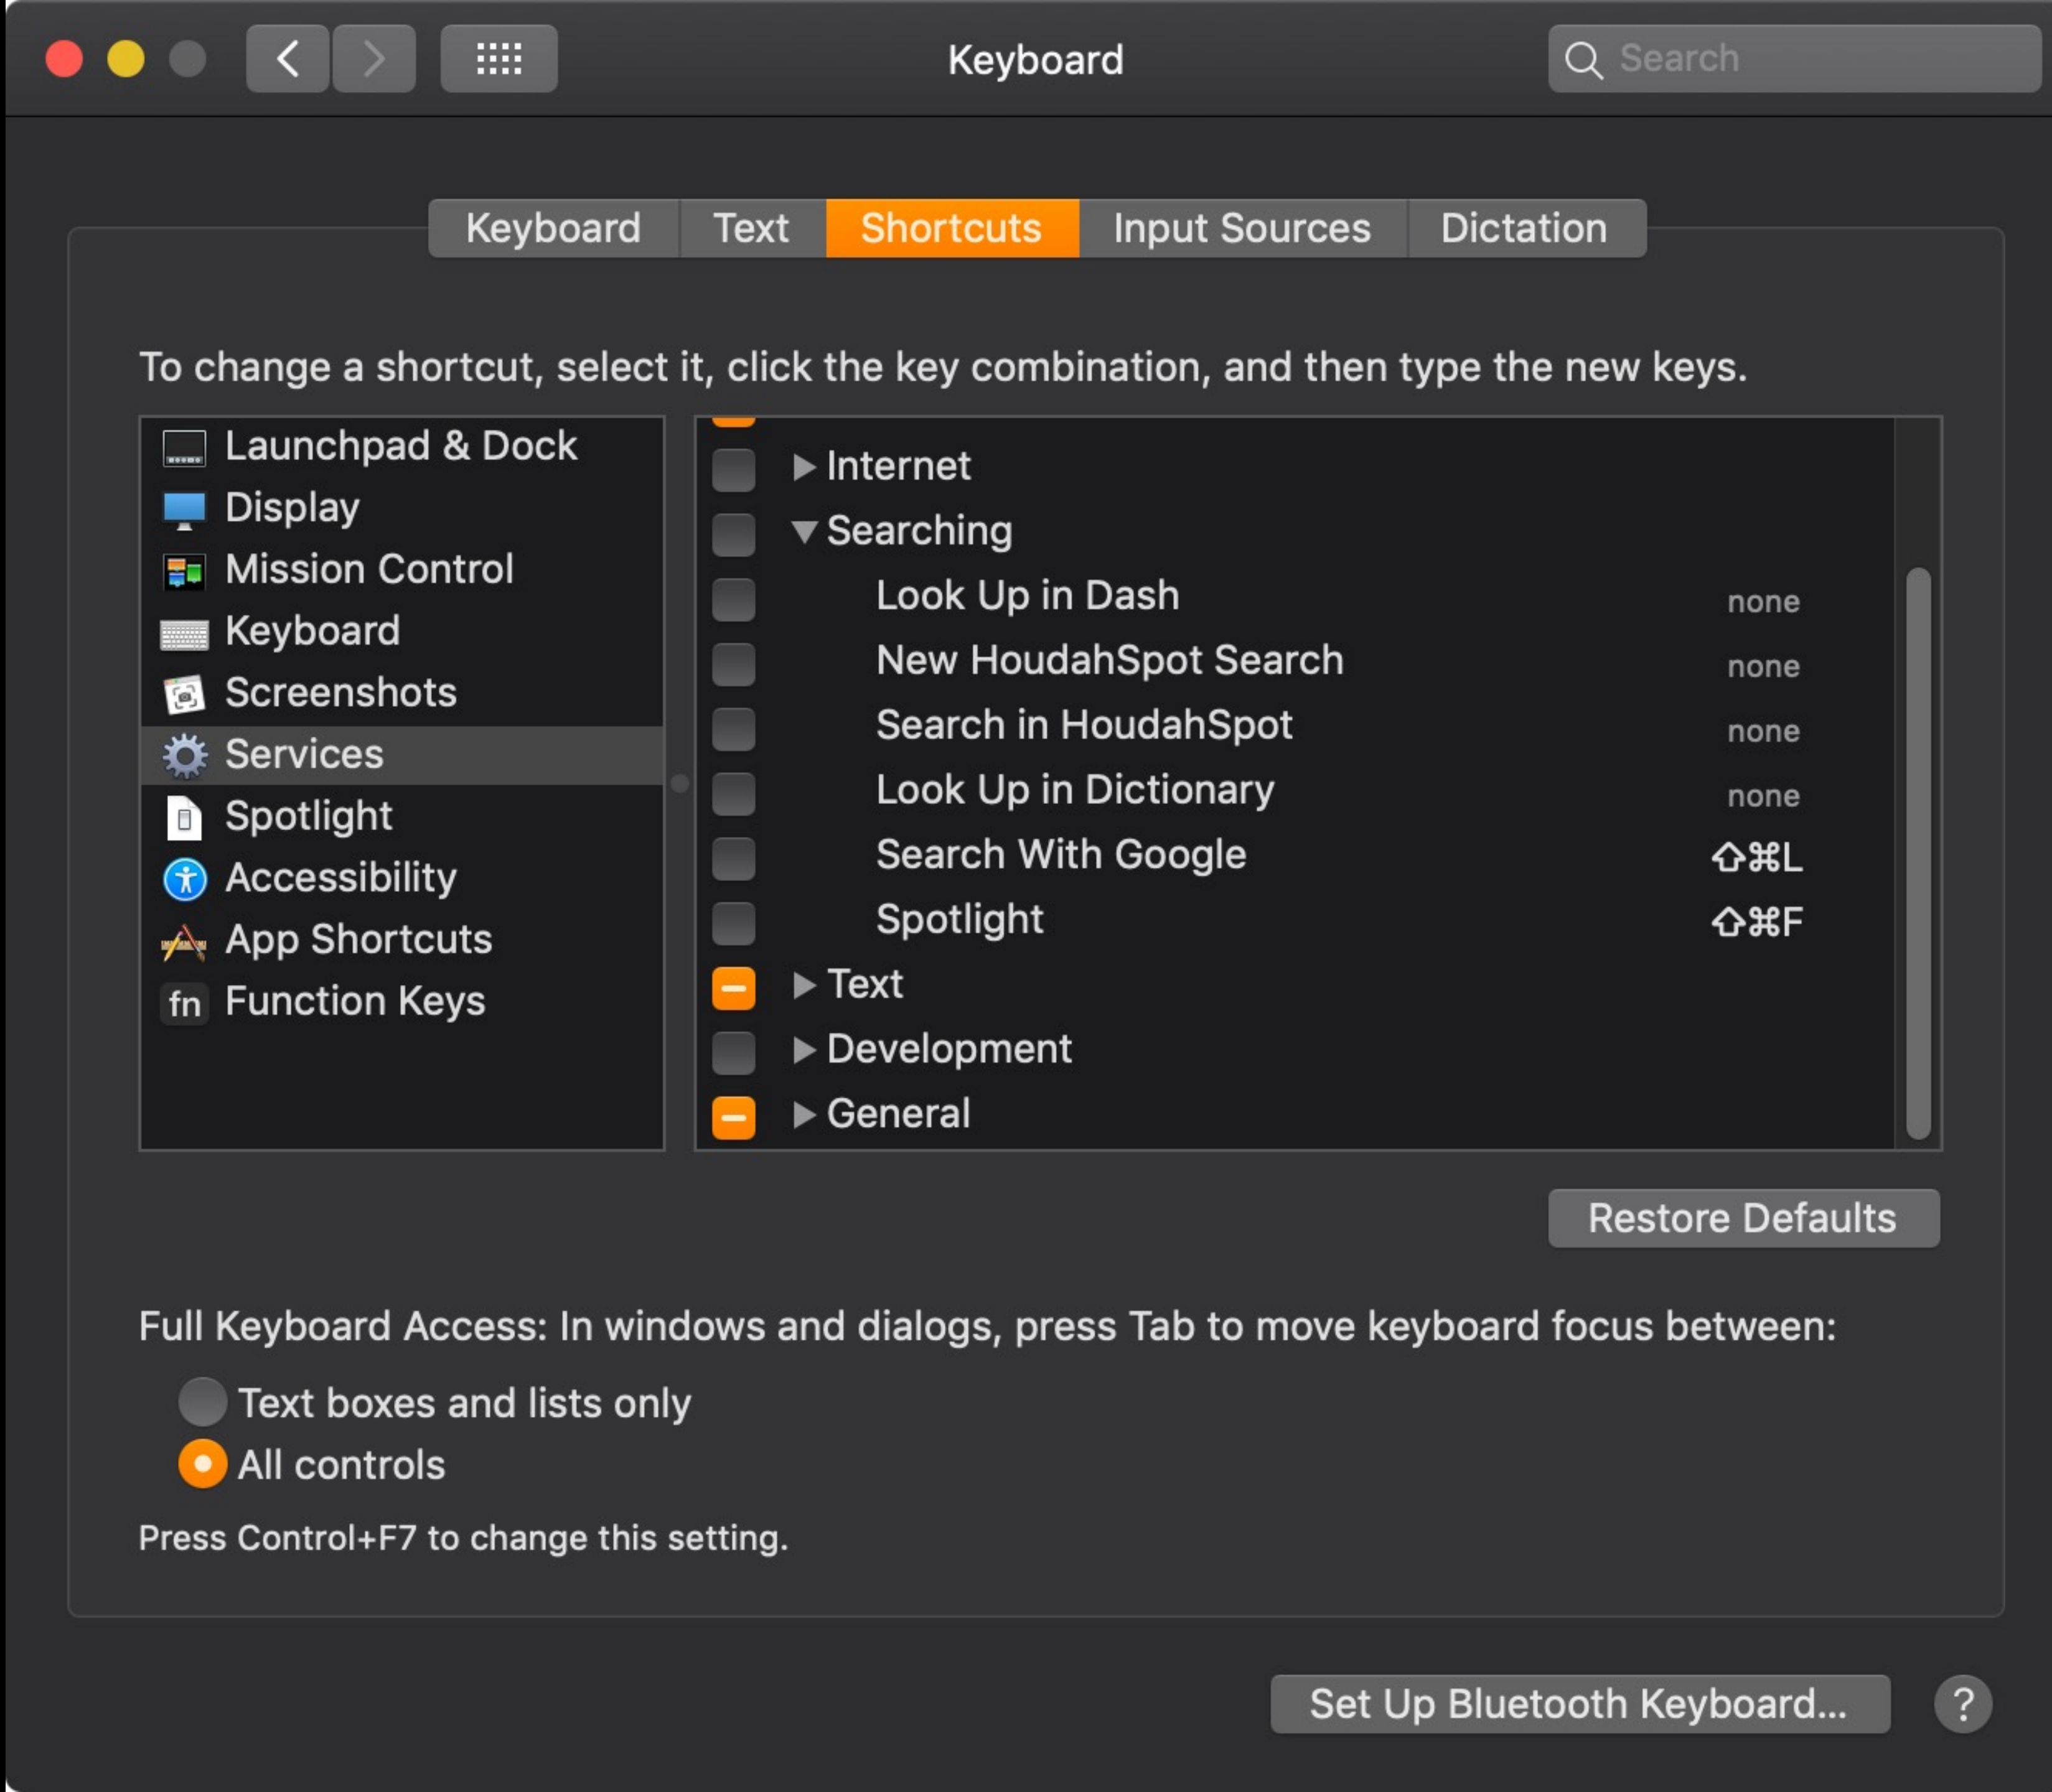 Keyboard
Search
Keyboard Text Shortcuts Input Sources Dictation
To change a shortcut, select it, click the key combination, and then type the new keys.
Launchpad & Dock
Display
Mission Control
Keyboard
Screenshots
Services
Spotlight
Accessibility
App Shortcuts
fn Function Keys
Internet
Searching
Look Up in Dash none
New HoudahSpot Search none
Search in HoudahSpot none
Look Up in Dictionary none
Search With Google ⇧⌘L
Spotlight ⇧⌘F
Text
Development
General
Restore Defaults
Full Keyboard Access: In windows and dialogs, press Tab to move keyboard focus between:
Text boxes and lists only
All controls
Press Control+F7 to change this setting.
Set Up Bluetooth Keyboard... ?